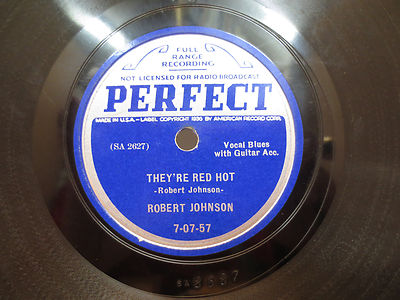 FULL
RANGE
RECORDING
NOT LICENSED FOR RADIO BROADCAST
PERFECT
MADE IN U.S.A.-LABEL COPYRIGHT 1936 BY AMERICAN RECORD CORP.
(SA 2627)
Vocal Blues
with Guitar Acc.
THEY'RE RED HOT
-Robert Johnson-
ROBERT JOHNSON
7-07-57